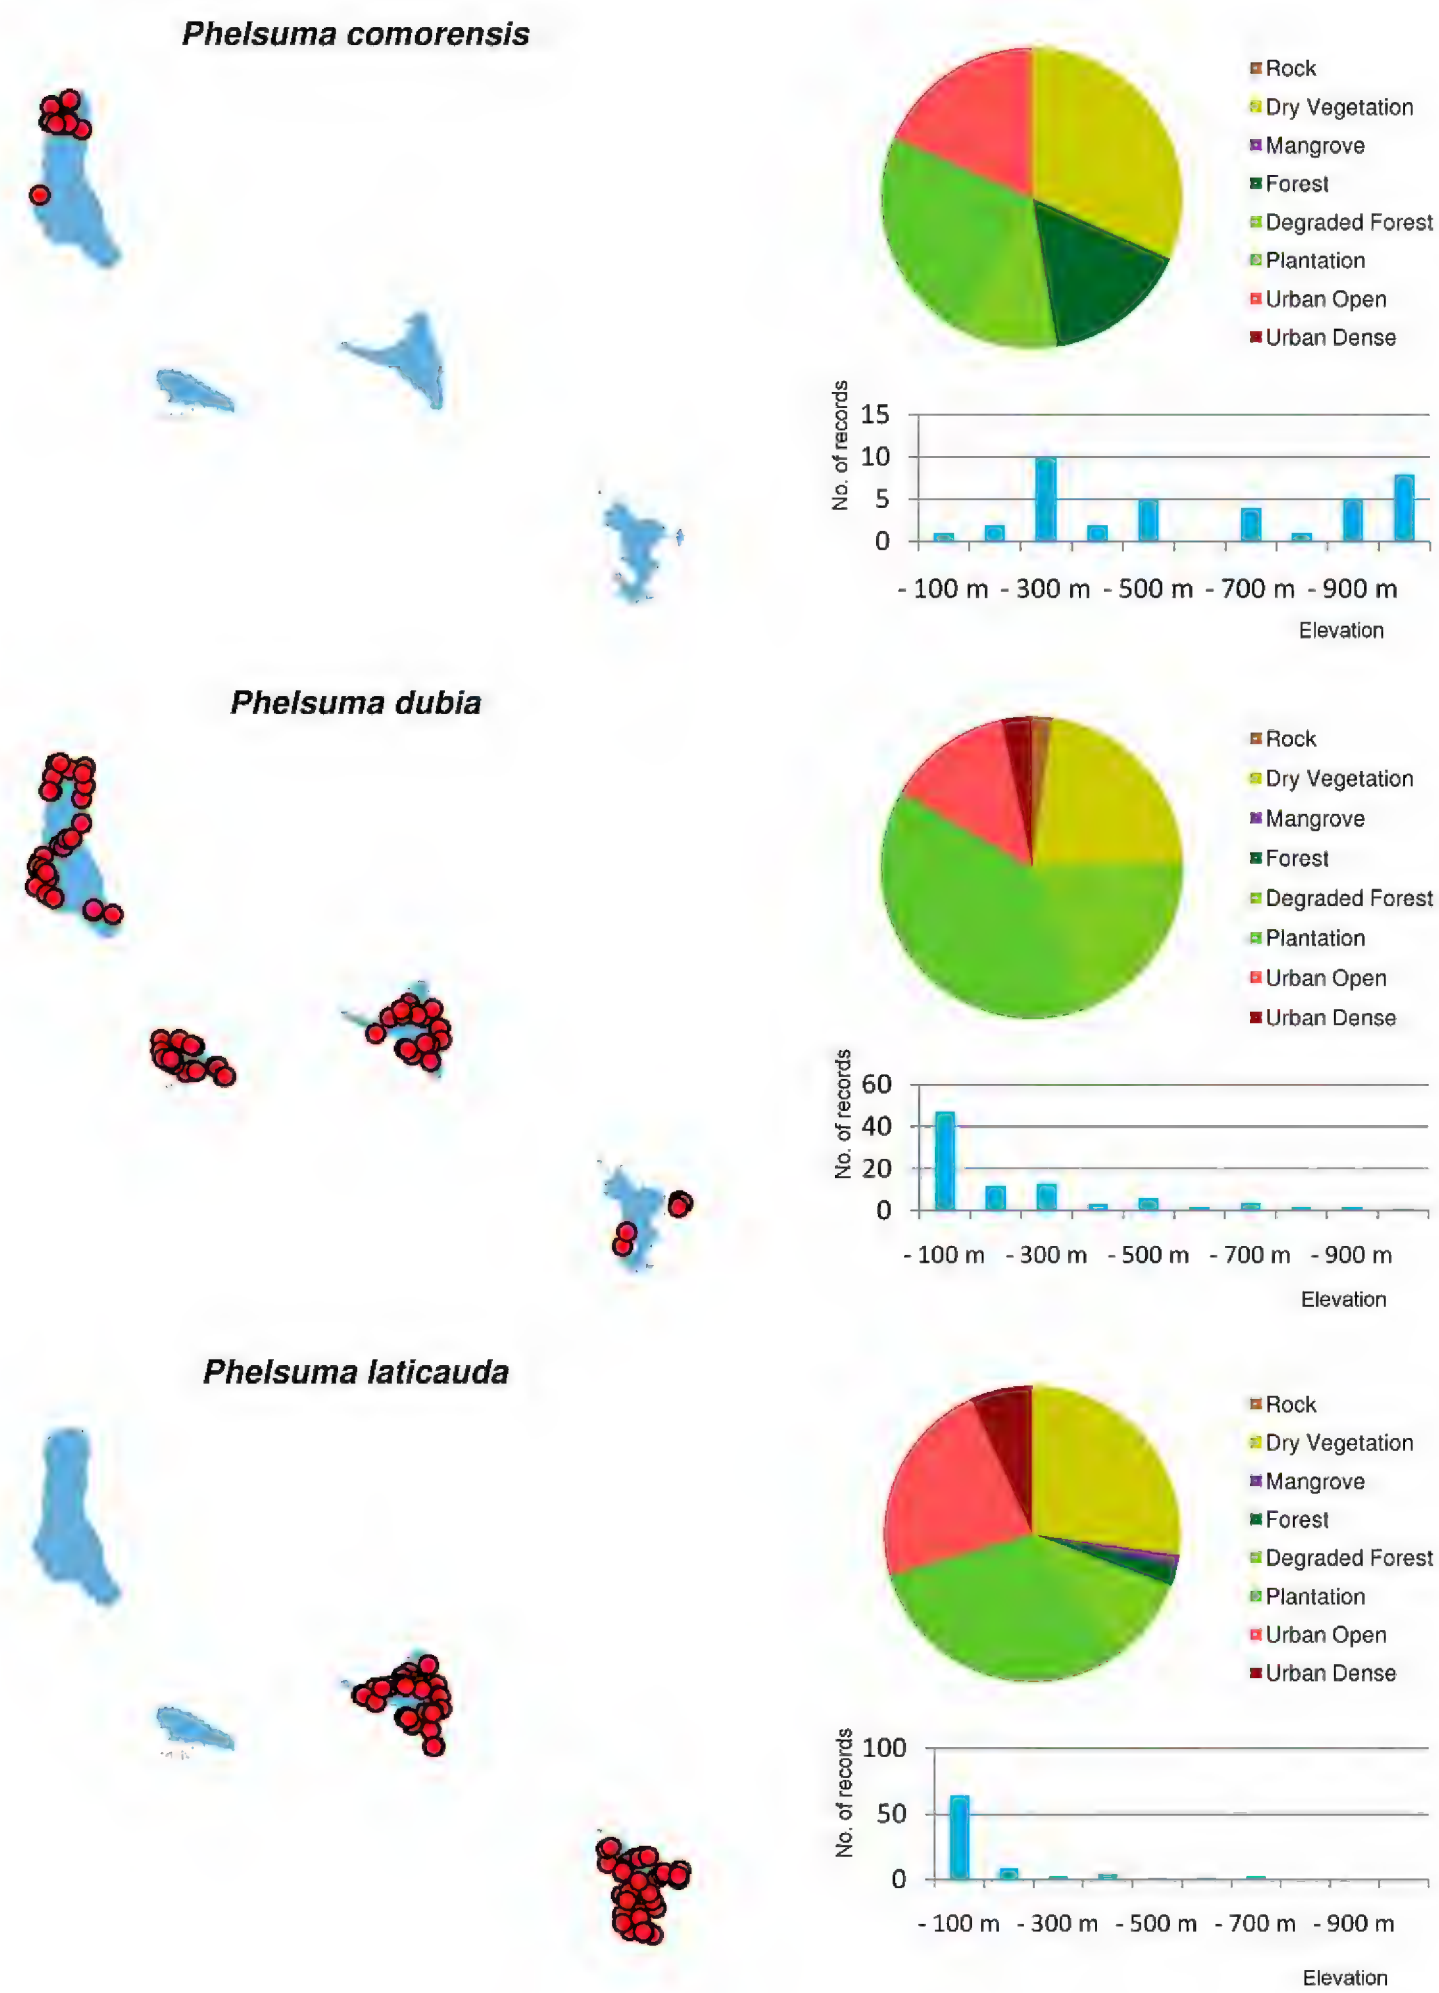 Phelsuma comorensis
Rock
Dry Vegetation
Mangrove
Forest
Degraded Forest
Plantation
Urban Open
Urban Dense
No. of records
15
10
5
0
- 100 m - 300 m - 500 m - 700 m - 900 m
Elevation
Phelsuma dubia
Rock
Dry Vegetation
Mangrove
Forest
Degraded Forest
Plantation
Urban Open
Urban Dense
No. of records
60
40
20
0
- 100 m - 300 m - 500 m - 700 m - 900 m
Elevation
Phelsuma laticauda
Rock
Dry Vegetation
Mangrove
Forest
Degraded Forest
Plantation
Urban Open
Urban Dense
No. of records
100
50
0
- 100 m - 300 m - 500 m - 700 m - 900 m
Elevation